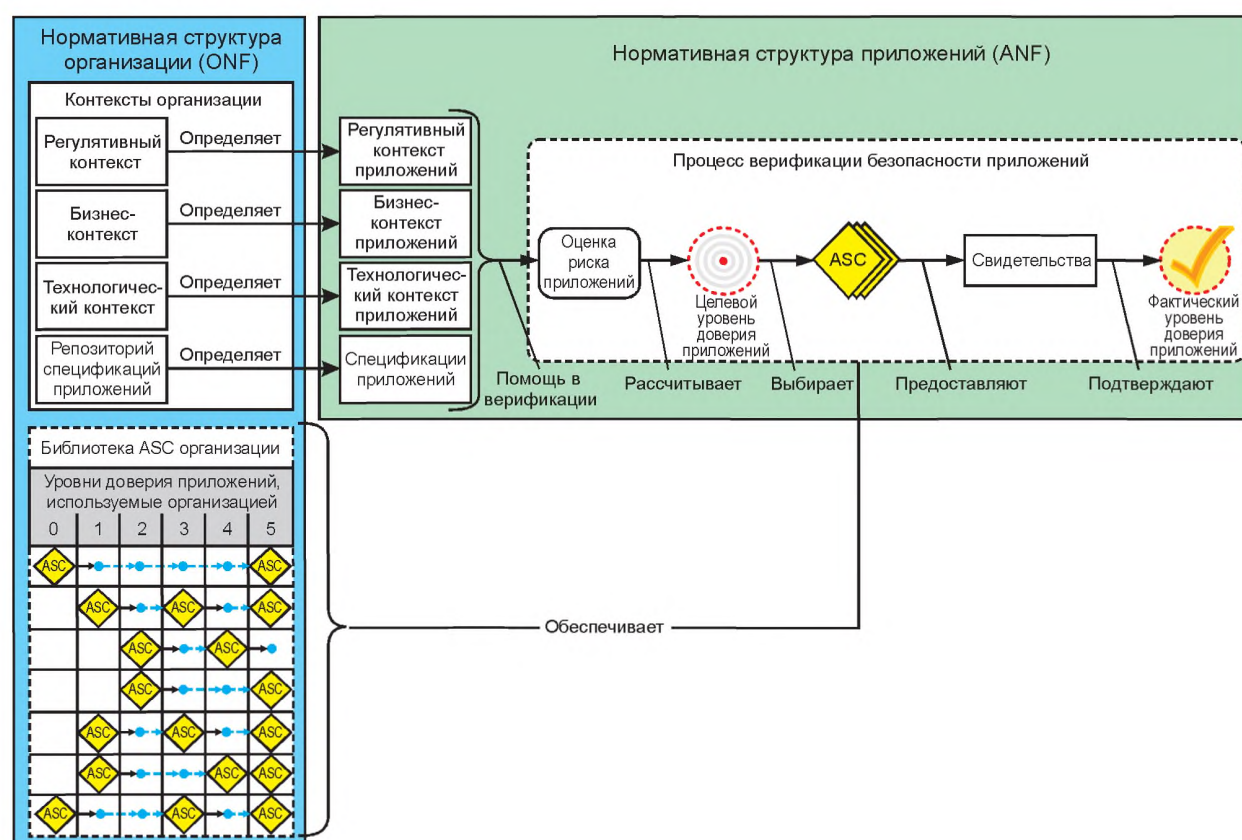 Нормативная структура
организации (ONF)
Нормативная структура приложений (ANF)
Контексты организации
Регулятивный
контекст
Определяет
Регулятивный
контекст
приложений
Бизнес-
контекст
Определяет
Бизнес-
контекст
приложений
Технологичес-
кий контекст
Определяет
Технологичес-
кий контекст
приложений
Репозиторий
спецификаций
приложений
Определяет
Спецификации
приложений
Помощь в
верификации
Процесс верификации безопасности приложений
Оценка
риска
приложений
Рассчитывает
Целевой
уровень
доверия
приложений
Выбирает
ASC
Предоставляют
Свидетельства
Подтверждают
Фактический
уровень
доверия
приложений
Библиотека ASC организации
Уровни доверия приложений,
используемые организацией
0 1 2 3 4 5
ASC ASC
ASC ASC ASC
ASC ASC
ASC ASC
ASC ASC ASC
ASC ASC ASC
ASC ASC ASC
Обеспечивает